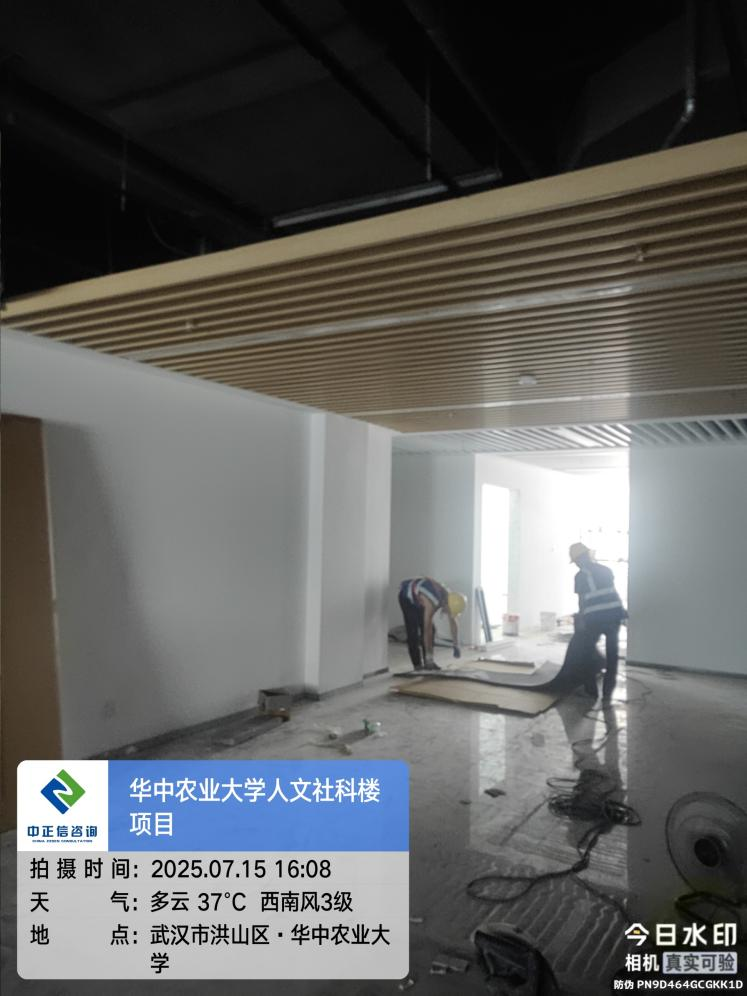 华中农业大学人文社科楼
项目
中正信咨询
CHINA ZOSEN CONSULTATION
拍摄时间：2025.07.15 16:08
天气：多云 37℃ 西南风3级
地点：武汉市洪山区·华中农业大
学
今日水印
相机 真实可验
防伪 PN9D464GCGKK1D